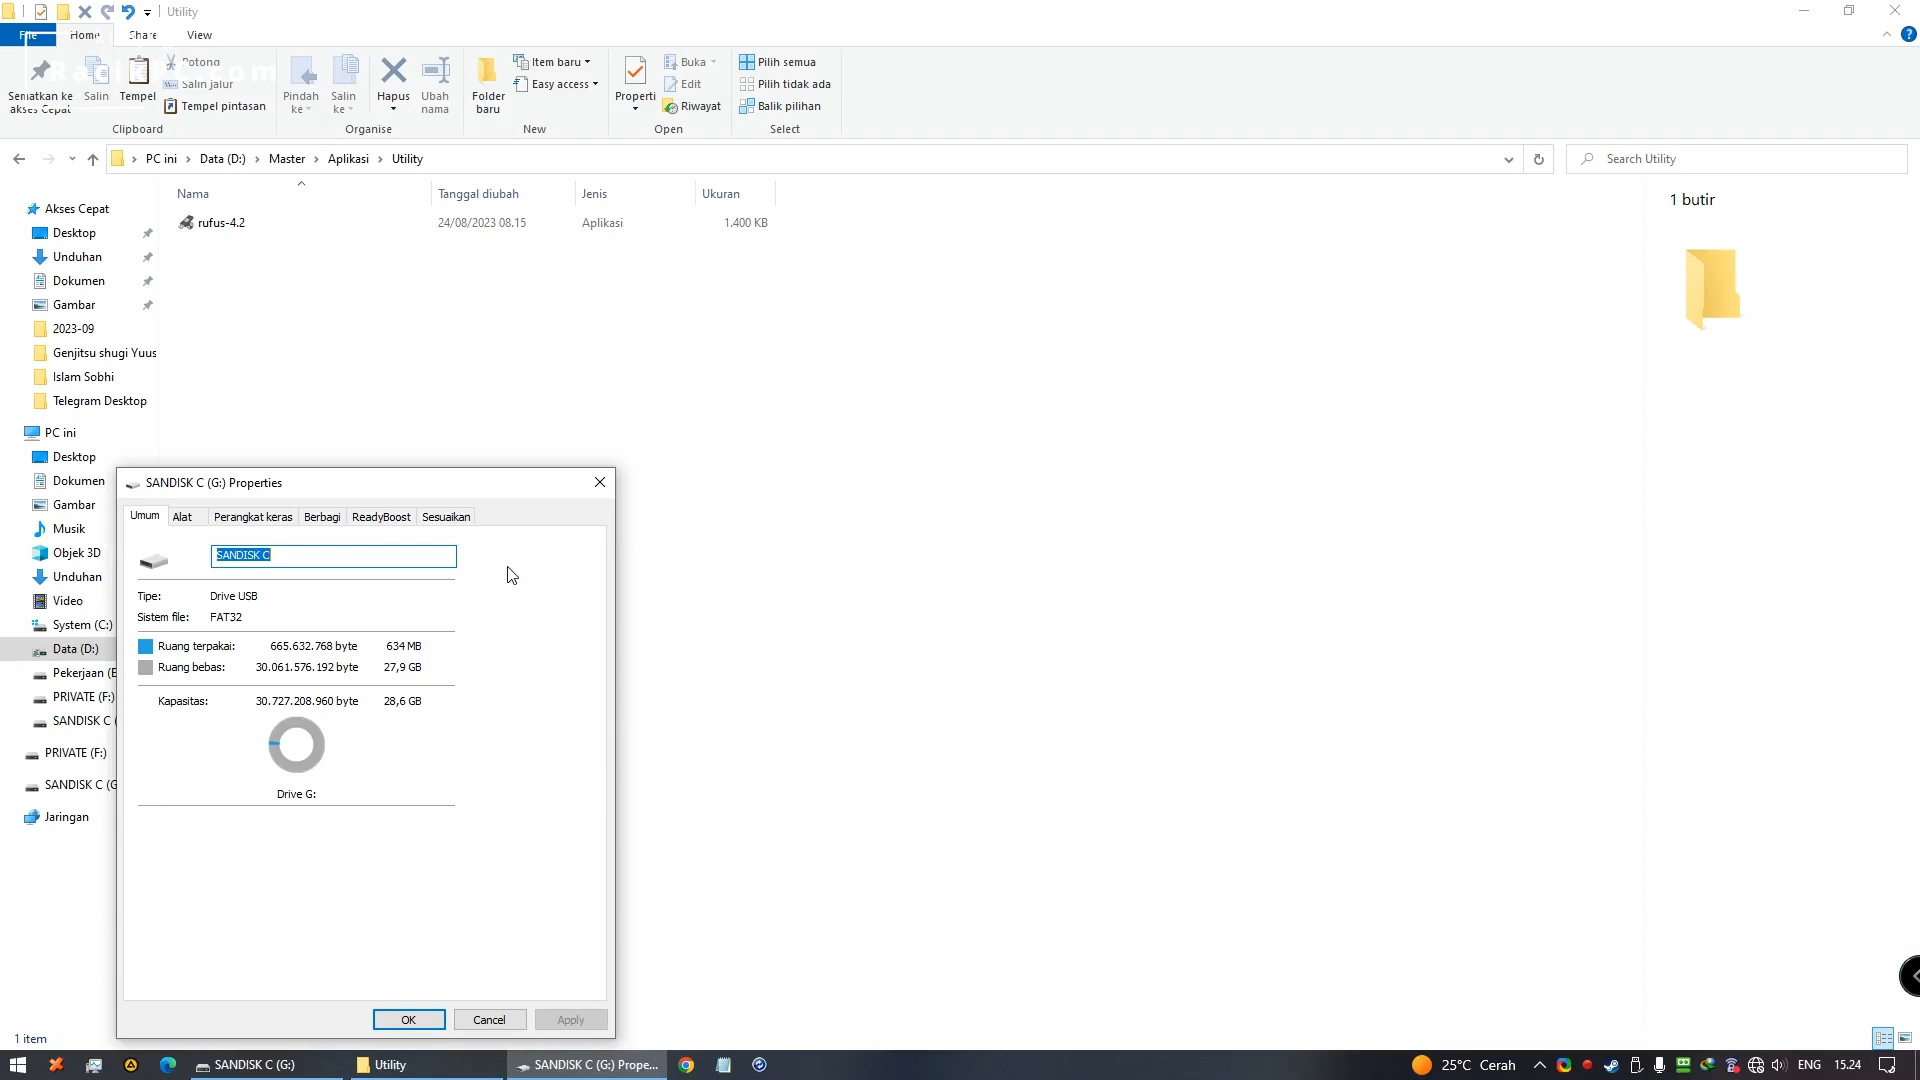 Utility
File
Home
Share
View
RacikPC.com
Sematkan ke
akses Cepat
Salin
Tempel
Potong
Salin jalur
Tempel pintasan
Clipboard
Pindah
ke
Salin
ke
Hapus
Ubah
nama
Organise
Folder
baru
Item baru
Easy access
New
Properti
Buka
Edit
Riwayat
Open
Pilih semua
Pilih tidak ada
Balik pilihan
Select
PC ini
Data (D:)
Master
Aplikasi
Utility
Search Utility
Nama
Tanggal diubah
Jenis
Ukuran
rufus-4.2
24/08/2023 08.15
Aplikasi
1.400 KB
1 butir
Akses Cepat
Desktop
Unduhan
Dokumen
Gambar
2023-09
Genjitsu shugi Yuus
Islam Sobhi
Telegram Desktop
PC ini
Desktop
Dokumen
Gambar
Musik
Objek 3D
Unduhan
Video
System (C:)
Data (D:)
Pekerjaan (E
PRIVATE (F:)
SANDISK C (
PRIVATE (F:)
SANDISK C (G
Jaringan
SANDISK C (G:) Properties
Umum
Alat
Perangkat keras
Berbagi
ReadyBoost
Sesuaikan
SANDISK C
Tipe:
Drive USB
Sistem file:
FAT32
Ruang terpakai:
665.632.768 byte
634 MB
Ruang bebas:
30.061.576.192 byte
27,9 GB
Kapasitas:
30.727.208.960 byte
28,6 GB
Drive G:
OK
Cancel
Apply
1 item
SANDISK C (G:)
Utility
SANDISK C (G:) Prope...
25°C Cerah
ENG
15.24